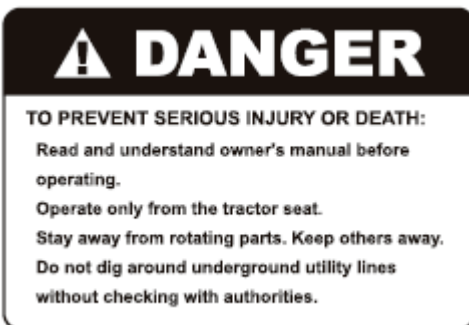 DANGER
TO PREVENT SERIOUS INJURY OR DEATH:
Read and understand owner's manual before
operating.
Operate only from the tractor seat.
Stay away from rotating parts. Keep others away.
Do not dig around underground utility lines
without checking with authorities.